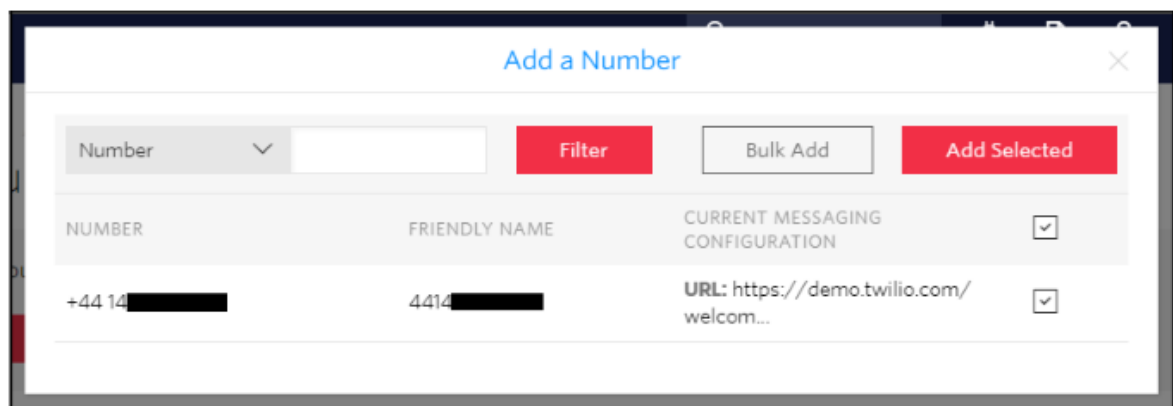 Add a Number
Number
Filter
Bulk Add
Add Selected
NUMBER
FRIENDLY NAME
CURRENT MESSAGING
CONFIGURATION
+44 14
4414
URL: https://demo.twilio.com/
welcom...